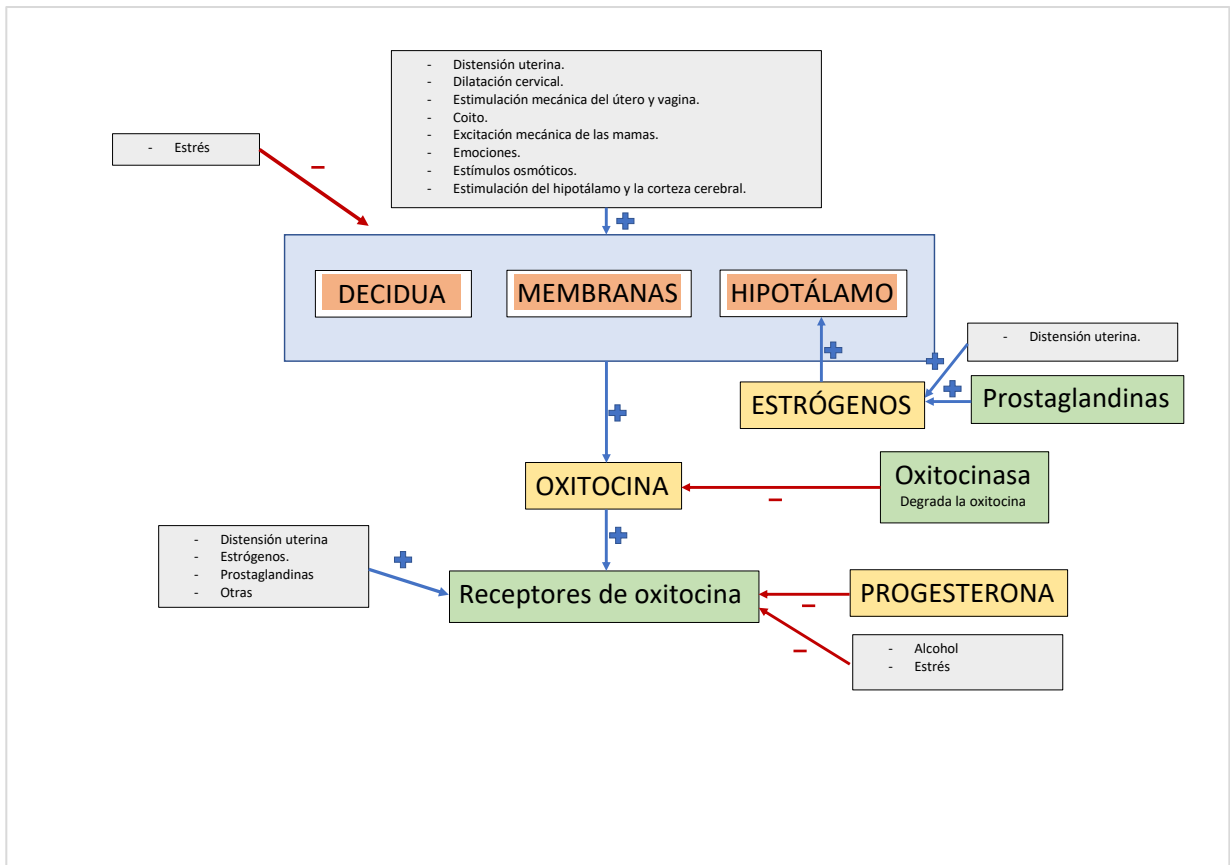 - Distensión uterina.
- Dilatación cervical.
- Estimulación mecánica del útero y vagina.
- Coito.
- Excitación mecánica de las mamas.
- Emociones.
- Estímulos osmóticos.
- Estimulación del hipotálamo y la corteza cerebral.
- Estrés
DECIDUA
MEMBRANAS
HIPOTÁLAMO
- Distensión uterina.
ESTRÓGENOS
Prostaglandinas
OXITOCINA
Oxitocinasa
Degrada la oxitocina
- Distensión uterina
- Estrógenos.
- Prostaglandinas
- Otras
Receptores de oxitocina
PROGESTERONA
- Alcohol
- Estrés